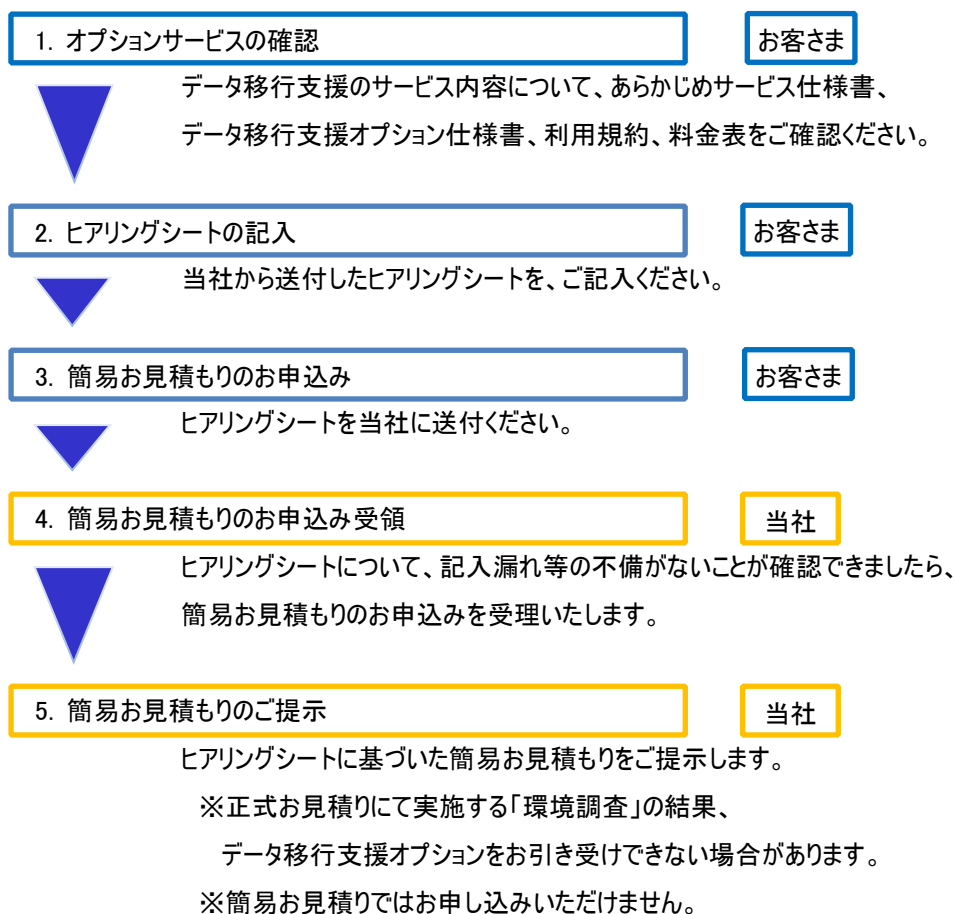 1. オプションサービスの確認
お客さま
データ移行支援のサービス内容について、あらかじめサービス仕様書、
データ移行支援オプション仕様書、利用規約、料金表をご確認ください。
2. ヒアリングシートの記入
お客さま
当社から送付したヒアリングシートを、ご記入ください。
3. 簡易お見積もりのお申込み
お客さま
ヒアリングシートを当社に送付ください。
4. 簡易お見積もりのお申込み受領
当社
ヒアリングシートについて、記入漏れ等の不備がないことが確認できましたら、
簡易お見積もりのお申込みを受理いたします。
5. 簡易お見積もりのご提示
当社
ヒアリングシートに基づいた簡易お見積もりをご提示します。
※正式お見積りにて実施する「環境調査」の結果、
データ移行支援オプションをお引き受けできない場合があります。
※簡易お見積りではお申し込みいただけません。